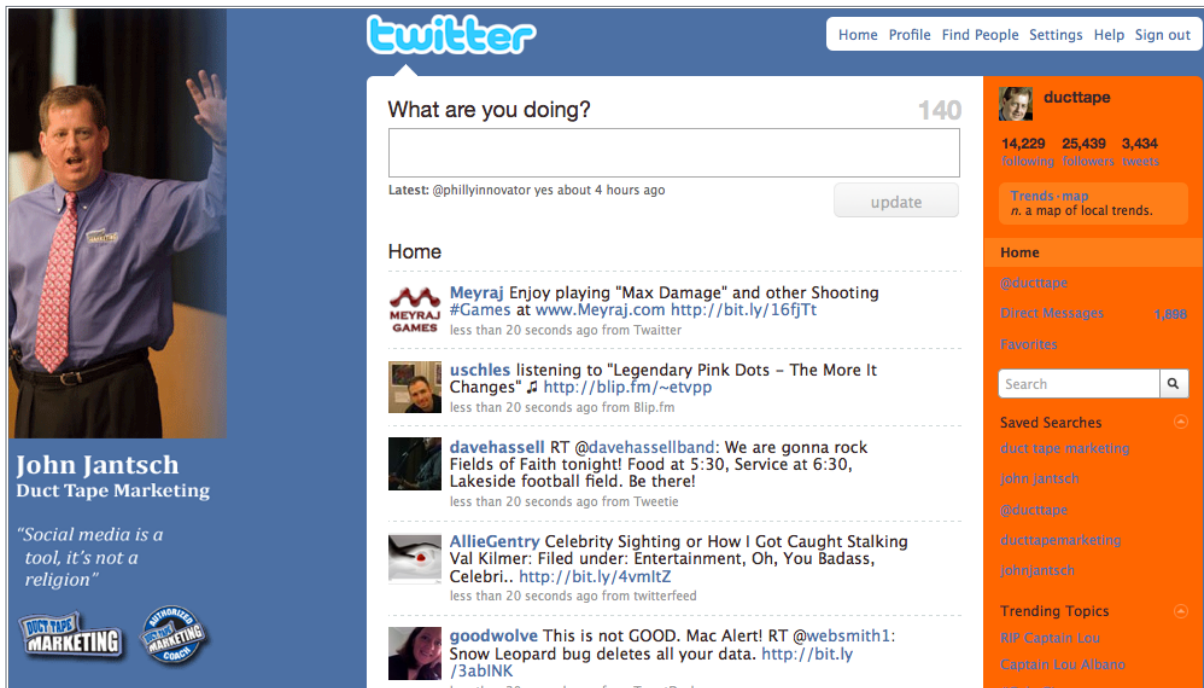 twitter
Home Profile Find People Settings Help Sign out
What are you doing?
140
Latest: @phillyinnovator yes about 4 hours ago
update
Home
Meyraj Enjoy playing "Max Damage" and other Shooting
#Games at www.Meyraj.com http://bit.ly/16fjTt
less than 20 seconds ago from Twaitter
MEYRAJ
GAMES
uschles listening to "Legendary Pink Dots – The More It
Changes" ♫ http://blip.fm/~etvpp
less than 20 seconds ago from Blip.fm
davehassell RT @davehassellband: We are gonna rock
Fields of Faith tonight! Food at 5:30, Service at 6:30,
Lakeside football field. Be there!
less than 20 seconds ago from Tweetie
AllieGentry Celebrity Sighting or How I Got Caught Stalking
Val Kilmer: Filed under: Entertainment, Oh, You Badass,
Celebri.. http://bit.ly/4vmltZ
less than 20 seconds ago from twitterfeed
goodwolve This is not GOOD. Mac Alert! RT @websmith1:
Snow Leopard bug deletes all your data. http://bit.ly
/3ablNK
ducttape
14,229 25,439 3,434
following followers tweets
Trends · map
n. a map of local trends.
Home
@ducttape
Direct Messages 1,898
Favorites
Search
Saved Searches
duct tape marketing
john jantsch
@ducttape
ducttapemarketing
johnjantsch
Trending Topics
RIP Captain Lou
Captain Lou Albano
John Jantsch
Duct Tape Marketing
“Social media is a
tool, it’s not a
religion”
DUCT TAPE
MARKETING
AUTHORIZED
DUCT TAPE
MARKETING
COACH